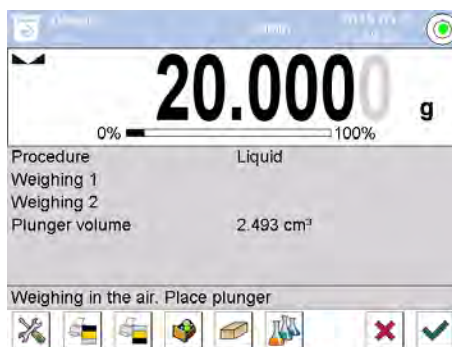 20.0000 g
0% 100%
Procedure Liquid
Weighing 1
Weighing 2
Plunger volume 2.493 cm³
Weighing in the air. Place plunger